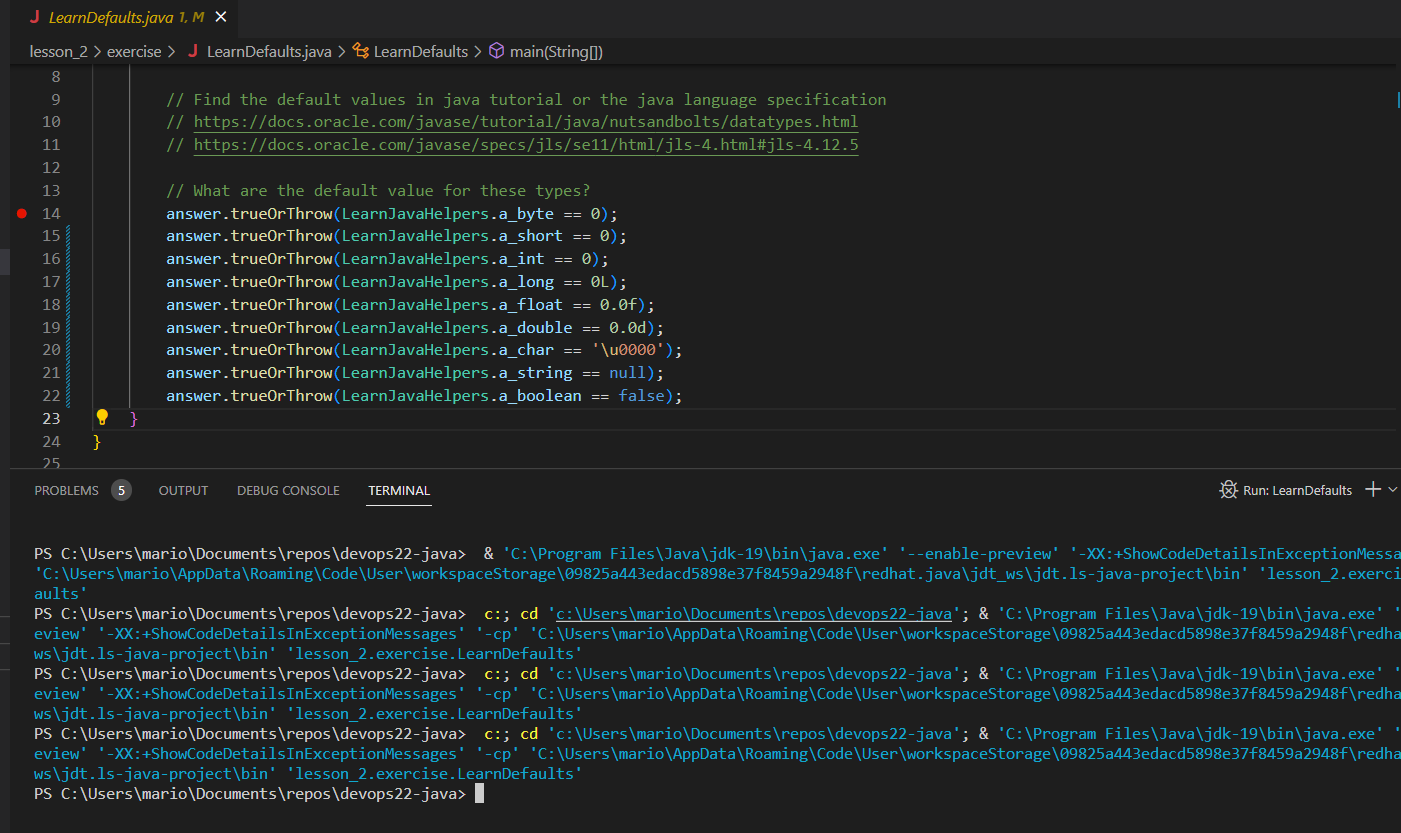 J LearnDefaults.java 1, M
lesson_2 > exercise > J LearnDefaults.java > LearnDefaults > main(String[])
8
9 // Find the default values in java tutorial or the java language specification
10 // https://docs.oracle.com/javase/tutorial/java/nutsandbolts/datatypes.html
11 // https://docs.oracle.com/javase/specs/jls/se11/html/jls-4.html#jls-4.12.5
12
13 // What are the default value for these types?
14 answer.trueOrThrow(LearnJavaHelpers.a_byte == 0);
15 answer.trueOrThrow(LearnJavaHelpers.a_short == 0);
16 answer.trueOrThrow(LearnJavaHelpers.a_int == 0);
17 answer.trueOrThrow(LearnJavaHelpers.a_long == 0L);
18 answer.trueOrThrow(LearnJavaHelpers.a_float == 0.0f);
19 answer.trueOrThrow(LearnJavaHelpers.a_double == 0.0d);
20 answer.trueOrThrow(LearnJavaHelpers.a_char == '\u0000');
21 answer.trueOrThrow(LearnJavaHelpers.a_string == null);
22 answer.trueOrThrow(LearnJavaHelpers.a_boolean == false);
23 }
24 }
25
PROBLEMS 5 OUTPUT DEBUG CONSOLE TERMINAL Run: LearnDefaults
PS C:\Users\mario\Documents\repos\devops22-java> & 'C:\Program Files\Java\jdk-19\bin\java.exe' '--enable-preview' '-XX:+ShowCodeDetailsInExceptionMessa
'C:\Users\mario\AppData\Roaming\Code\User\workspaceStorage\09825a443edacd5898e37f8459a2948f\redhat.java\jdt_ws\jdt.ls-java-project\bin' 'lesson_2.exerci
aults'
PS C:\Users\mario\Documents\repos\devops22-java> c:; cd 'c:\Users\mario\Documents\repos\devops22-java'; & 'C:\Program Files\Java\jdk-19\bin\java.exe' '
eview' '-XX:+ShowCodeDetailsInExceptionMessages' '-cp' 'C:\Users\mario\AppData\Roaming\Code\User\workspaceStorage\09825a443edacd5898e37f8459a2948f\redha
ws\jdt.ls-java-project\bin' 'lesson_2.exercise.LearnDefaults'
PS C:\Users\mario\Documents\repos\devops22-java> c:; cd 'c:\Users\mario\Documents\repos\devops22-java'; & 'C:\Program Files\Java\jdk-19\bin\java.exe' '
eview' '-XX:+ShowCodeDetailsInExceptionMessages' '-cp' 'C:\Users\mario\AppData\Roaming\Code\User\workspaceStorage\09825a443edacd5898e37f8459a2948f\redha
ws\jdt.ls-java-project\bin' 'lesson_2.exercise.LearnDefaults'
PS C:\Users\mario\Documents\repos\devops22-java> c:; cd 'c:\Users\mario\Documents\repos\devops22-java'; & 'C:\Program Files\Java\jdk-19\bin\java.exe' '
eview' '-XX:+ShowCodeDetailsInExceptionMessages' '-cp' 'C:\Users\mario\AppData\Roaming\Code\User\workspaceStorage\09825a443edacd5898e37f8459a2948f\redha
ws\jdt.ls-java-project\bin' 'lesson_2.exercise.LearnDefaults'
PS C:\Users\mario\Documents\repos\devops22-java>